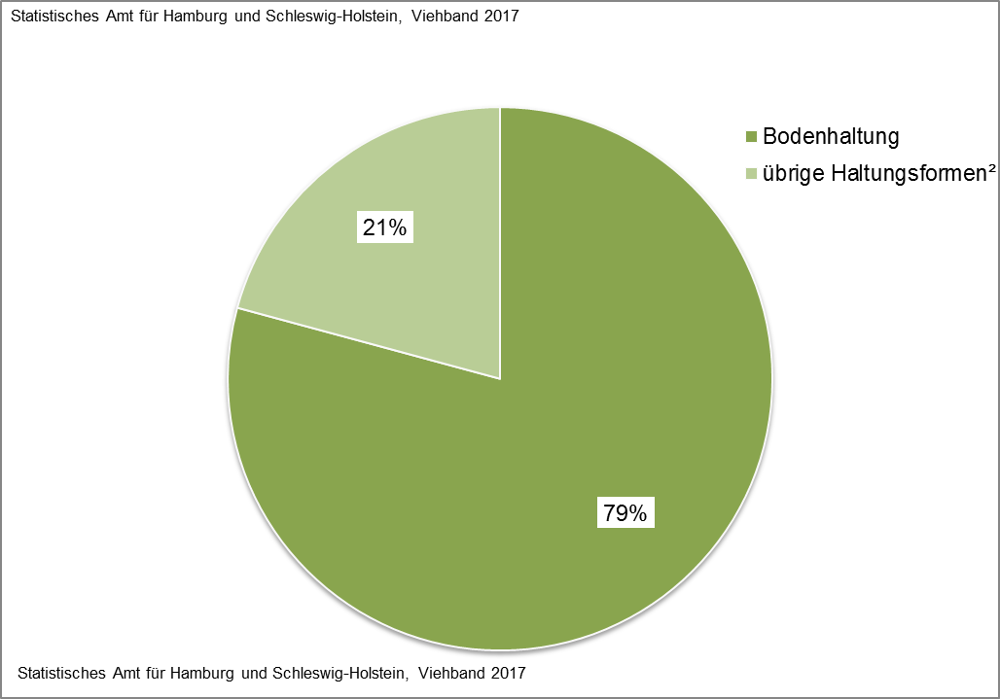 Statistisches Amt für Hamburg und Schleswig-Holstein, Viehband 2017
Bodenhaltung
übrige Haltungsformen²
21%
79%
Statistisches Amt für Hamburg und Schleswig-Holstein, Viehband 2017